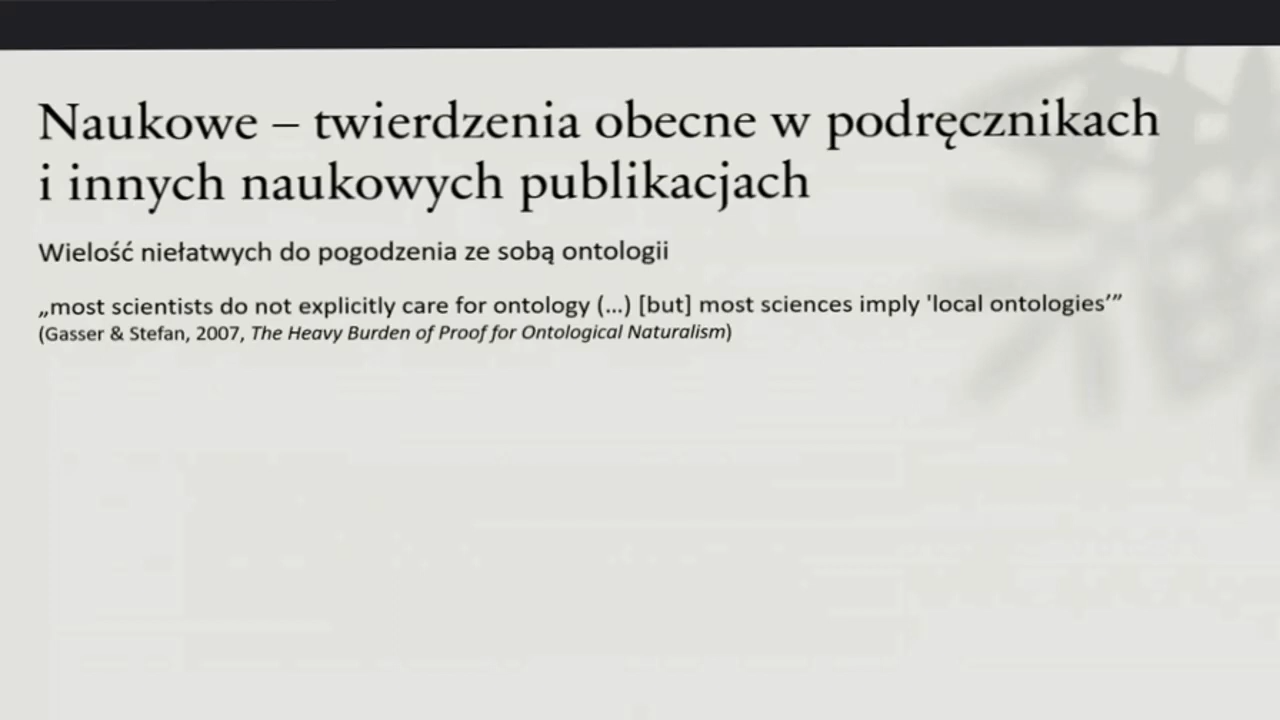 Naukowe – twierdzenia obecne w podręcznikach
i innych naukowych publikacjach
Wielość niełatwych do pogodzenia ze sobą ontologii
„most scientists do not explicitly care for ontology (…) [but] most sciences imply 'local ontologies’”
(Gasser & Stefan, 2007, The Heavy Burden of Proof for Ontological Naturalism)